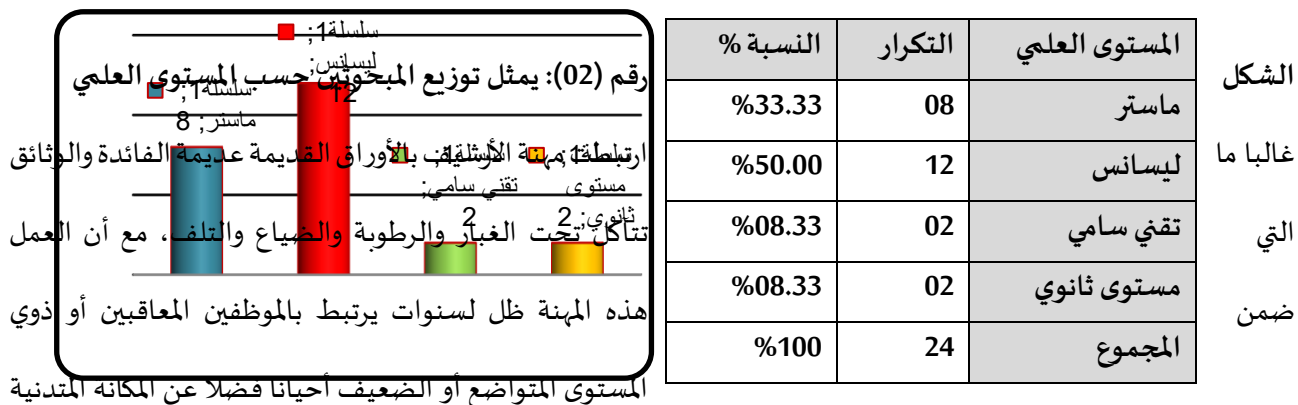 المستوى العلمي التكرار النسبة %
ماستر 08 33.33%
ليسانس 12 50.00%
تقني سامي 02 08.33%
مستوى ثانوي 02 08.33%
المجموع 24 100%
سلسلة1; ليسانس; 12
سلسلة1; ماستر; 8
سلسلة1; تقني سامي; 2
سلسلة1; مستوى ثانوي; 2
الشكل رقم (02): يمثل توزيع المبحوثين حسب المستوى العلمي
غالبا ما ارتبطت مهنة الأرشيف بالأوراق القديمة عديمة الفائدة والوثائق
التي تتآكل تحت الغبار والرطوبة والضياع والتلف، مع أن العمل
ضمن هذه المهنة ظل لسنوات يرتبط بالموظفين المعاقبين أو ذوي
المستوى المتواضع أو الضعيف أحيانا فضلا عن المكانة المتدنية